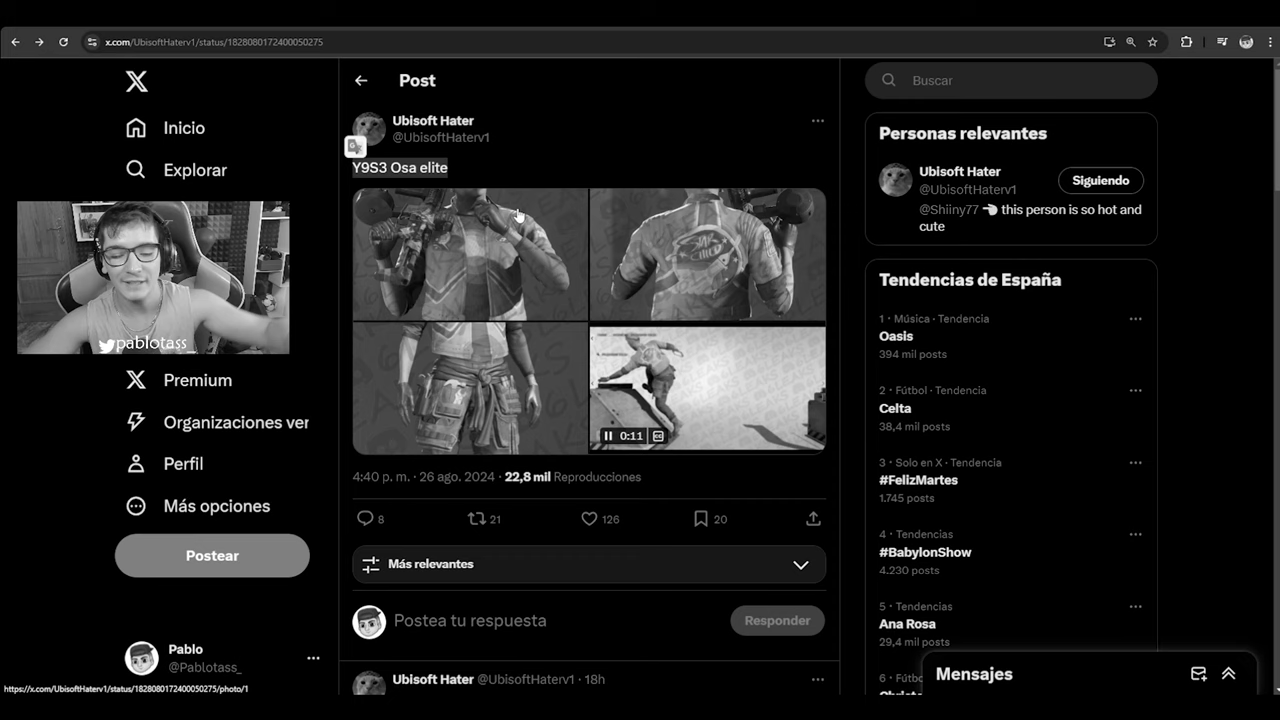 x.com/UbisoftHaterv1/status/1828080172400050275
Inicio
Explorar
pablotass_
Premium
Organizaciones ver
Perfil
Más opciones
Postear
Pablo
@Pablotass_
https://x.com/UbisoftHaterv1/status/1828080172400050275/photo/1
Post
Ubisoft Hater
@UbisoftHaterv1
Y9S3 Osa elite
0:11
4:40 p. m. · 26 ago. 2024 · 22,8 mil Reproducciones
8
21
126
20
Más relevantes
Postea tu respuesta
Responder
Ubisoft Hater @UbisoftHaterv1 · 18h
Buscar
Personas relevantes
Ubisoft Hater
@UbisoftHaterv1
Siguiendo
@Shiiny77 👈 this person is so hot and
cute
Tendencias de España
1 · Música · Tendencia
Oasis
394 mil posts
2 · Fútbol · Tendencia
Celta
38,4 mil posts
3 · Solo en X · Tendencia
#FelizMartes
1.745 posts
4 · Tendencias
#BabylonShow
4.230 posts
5 · Tendencias
Ana Rosa
29,4 mil posts
Mensajes